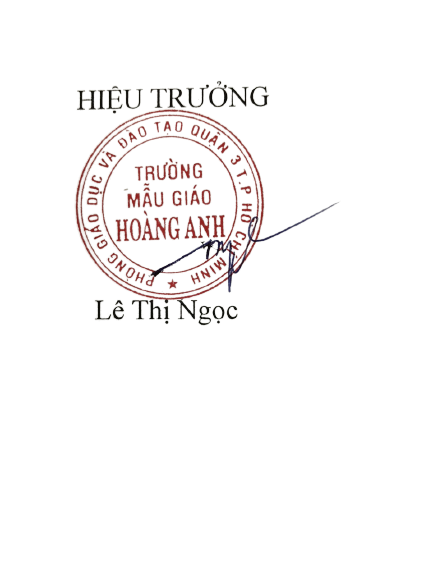 HIỆU TRƯỞNG
PHÒNG GIÁO DỤC VÀ ĐÀO TẠO QUẬN 3 T.P HỒ CHÍ MINH
TRƯỜNG
MẪU GIÁO
HOÀNG ANH
Lê Thị Ngọc